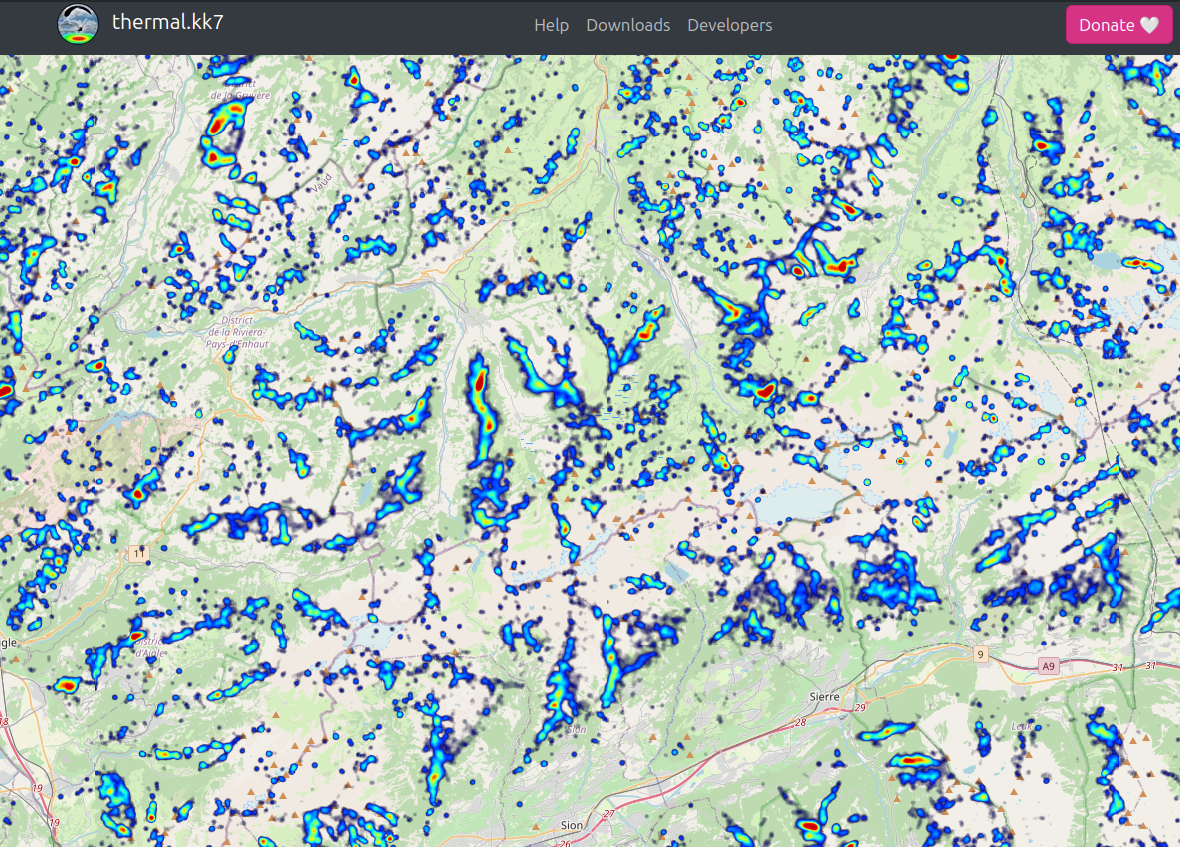 thermal.kk7
Help
Downloads
Developers
Donate
District
de la Gruyère
Vaud
District
de la Riviera-
Pays-d'Enhaut
11
gle
District
d'Aigle
9
A9
31
31
Sierre
29
28
18
Sion
Leuk
19
19
27
Sion
26